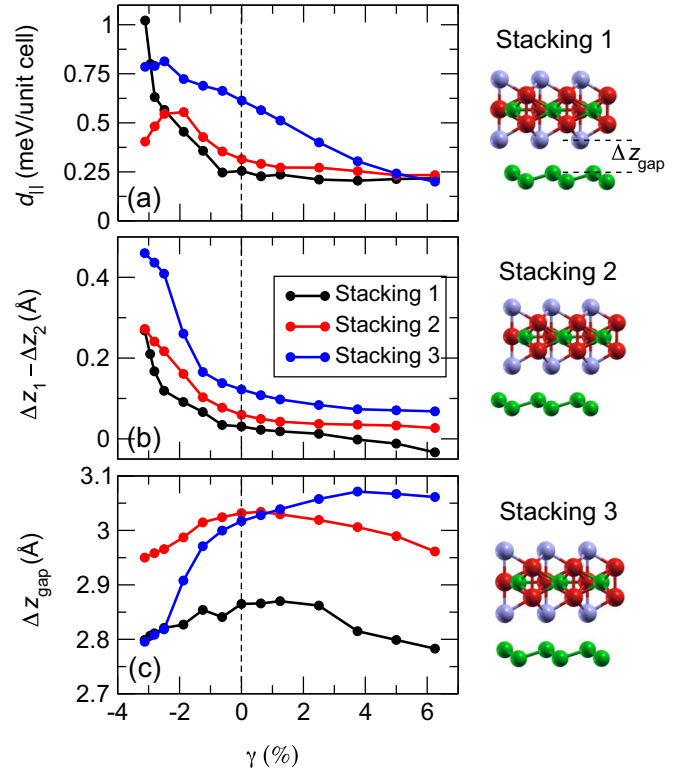 1
0.75
0.5
0.25
0
d|| (meV/unit cell)
(a)
Stacking 1
Δ zgap
0.4
0.2
0
Δz1 – Δz2 (Å)
(b)
Stacking 1
Stacking 2
Stacking 3
Stacking 2
3.1
3
2.9
2.8
2.7
Δ zgap (Å)
(c)
Stacking 3
-4 -2 0 2 4 6
γ (%)